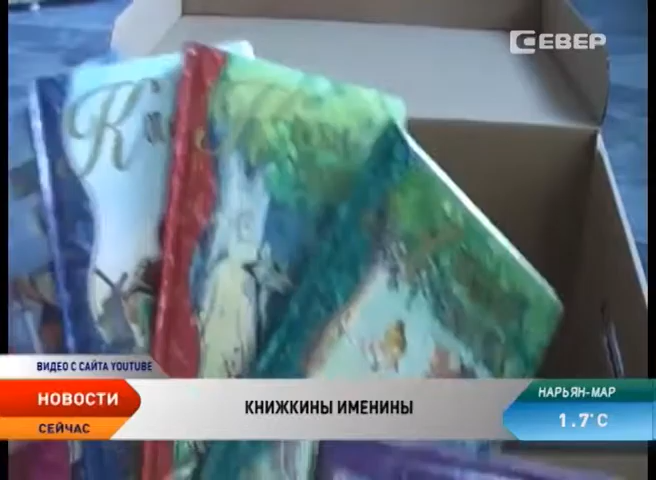 СЕВЕР
ВИДЕО С САЙТА YOUTUBE
НОВОСТИ
СЕЙЧАС
КНИЖКИНЫ ИМЕНИНЫ
НАРЬЯН-МАР
1.7°C